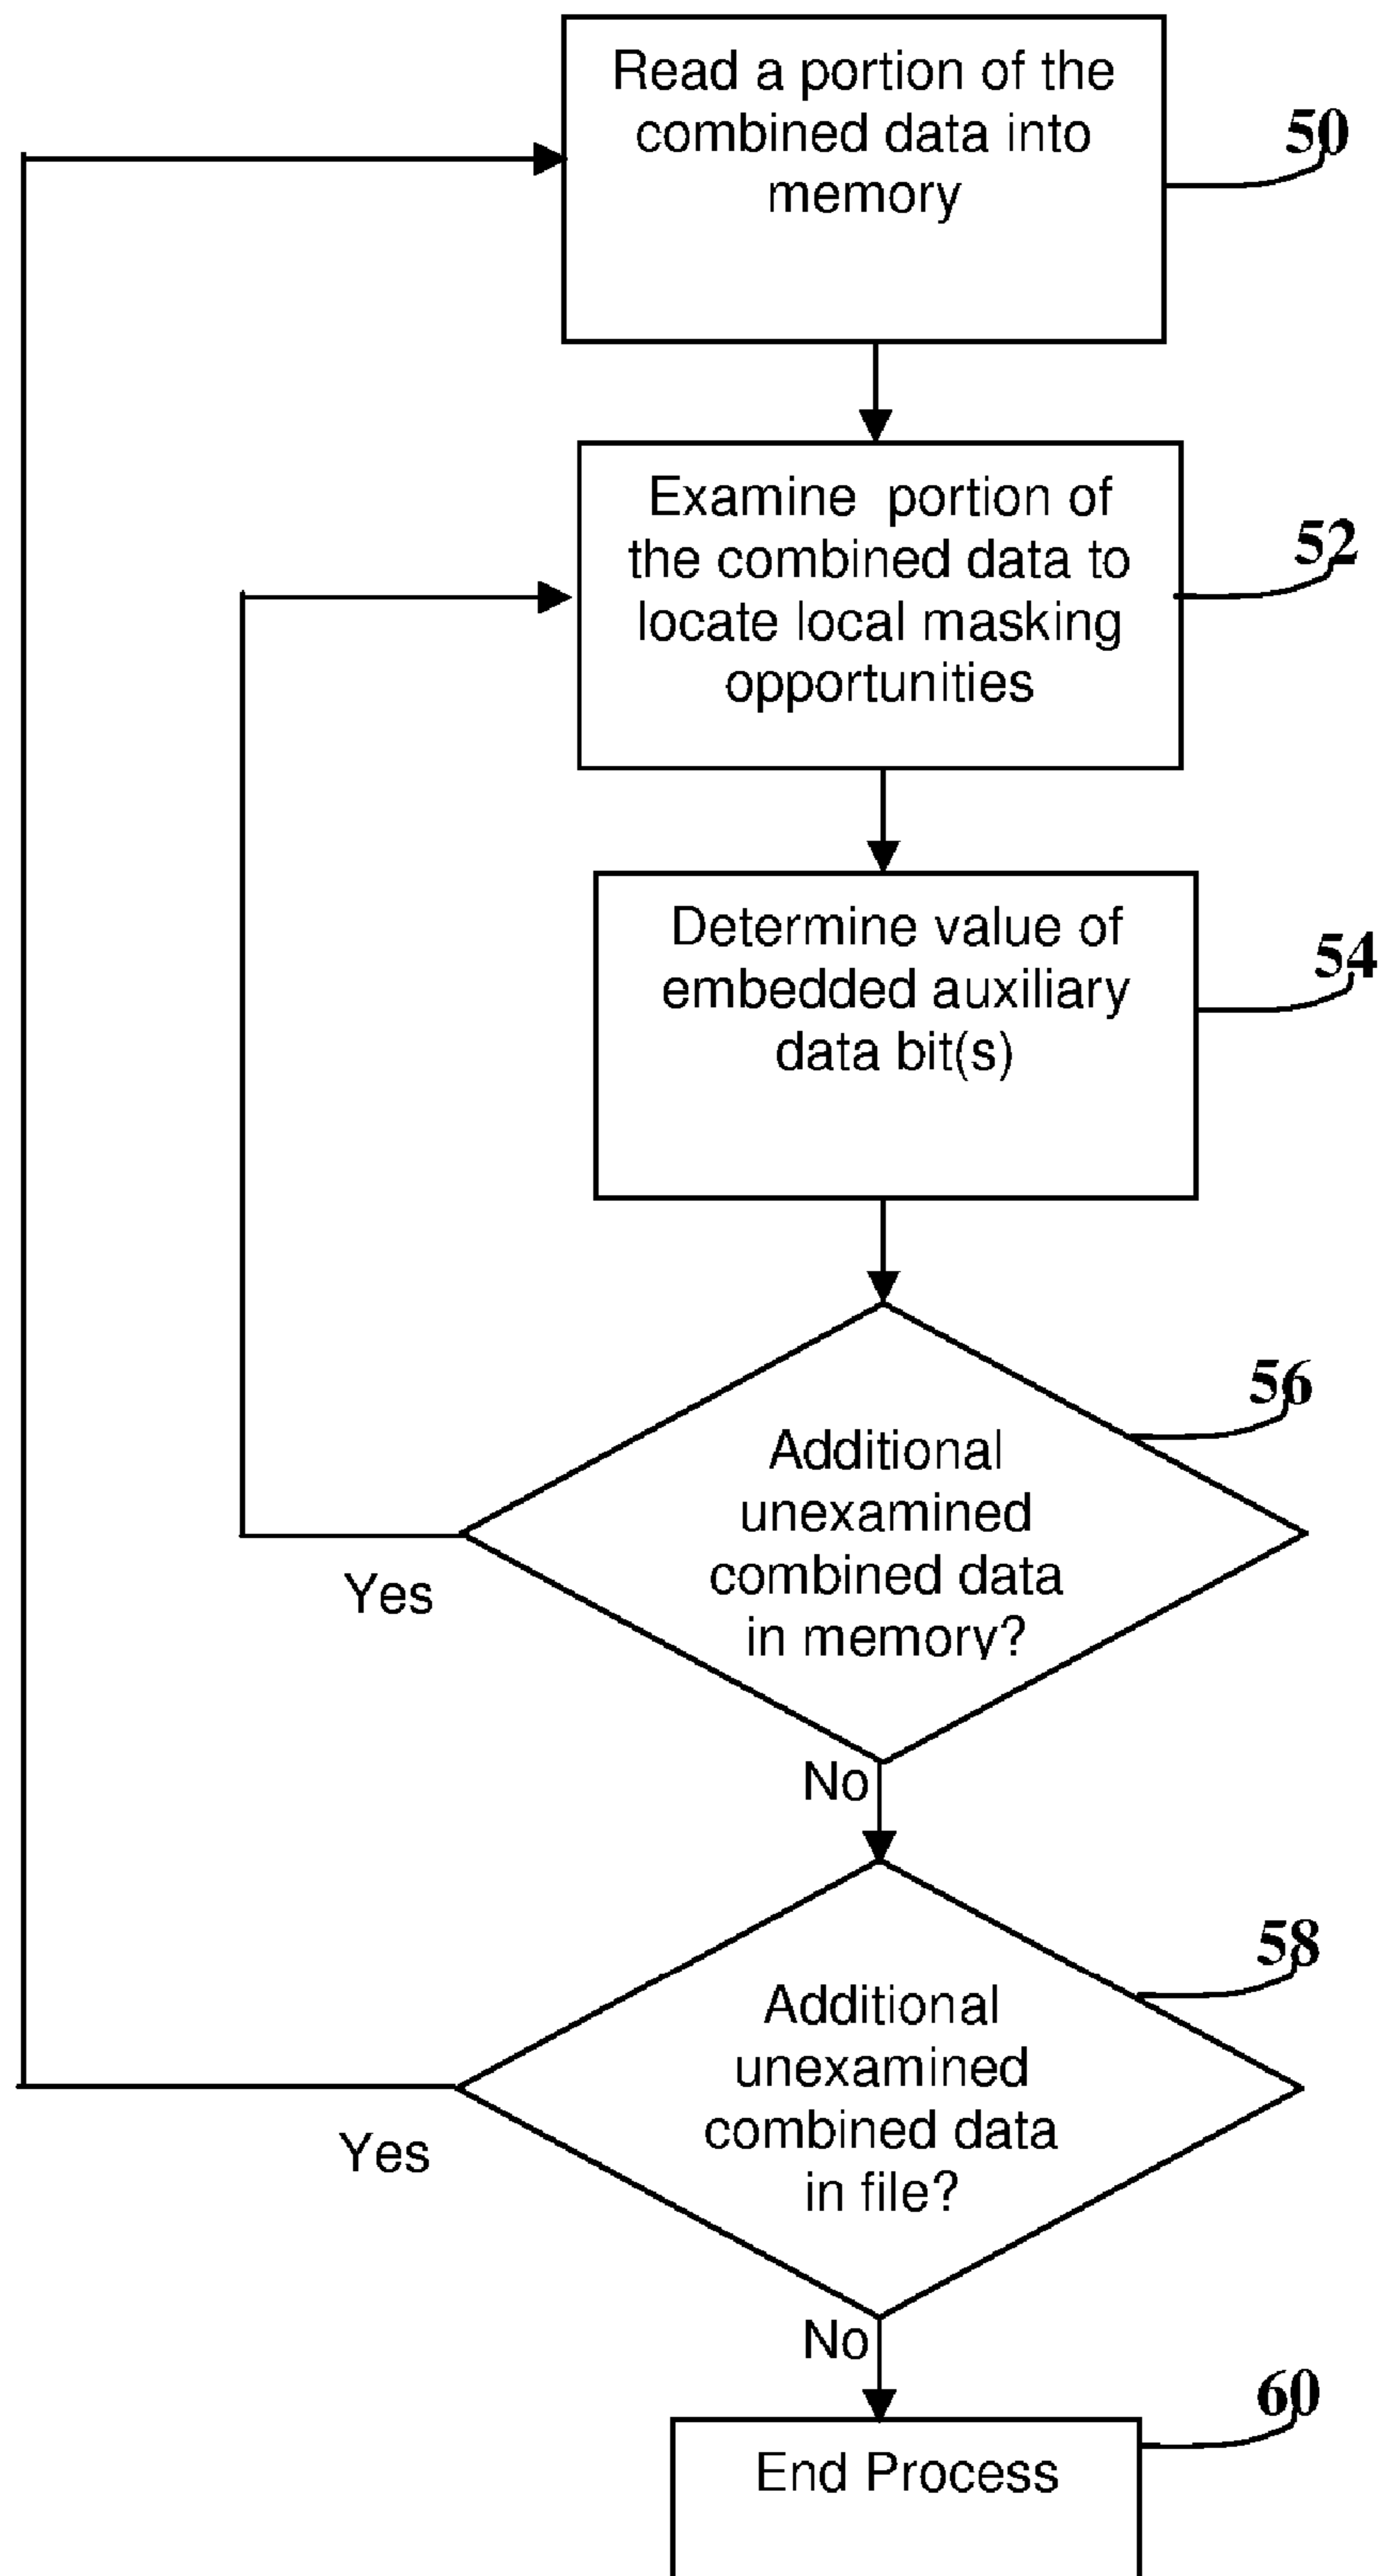 Read a portion of the
combined data into
memory
50
Examine portion of
the combined data to
locate local masking
opportunities
52
Determine value of
embedded auxiliary
data bit(s)
54
56
Additional
unexamined
combined data
in memory?
Yes
No
58
Additional
unexamined
combined data
in file?
Yes
No
60
End Process